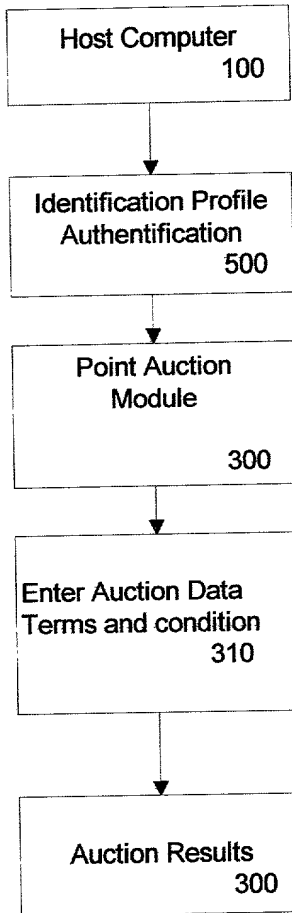 Host Computer
100
Identification Profile
Authentification
500
Point Auction
Module
300
Enter Auction Data
Terms and condition
310
Auction Results
300